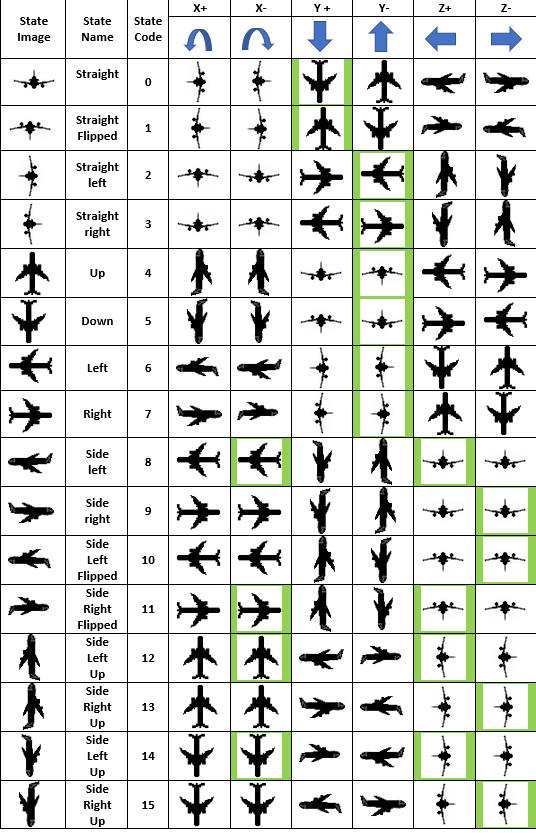 State Image State Name State Code X+ X- Y + Y- Z+ Z-
Straight 0
Straight Flipped 1
Straight left 2
Straight right 3
Up 4
Down 5
Left 6
Right 7
Side left 8
Side right 9
Side Left Flipped 10
Side Right Flipped 11
Side Left Up 12
Side Right Up 13
Side Left Up 14
Side Right Up 15